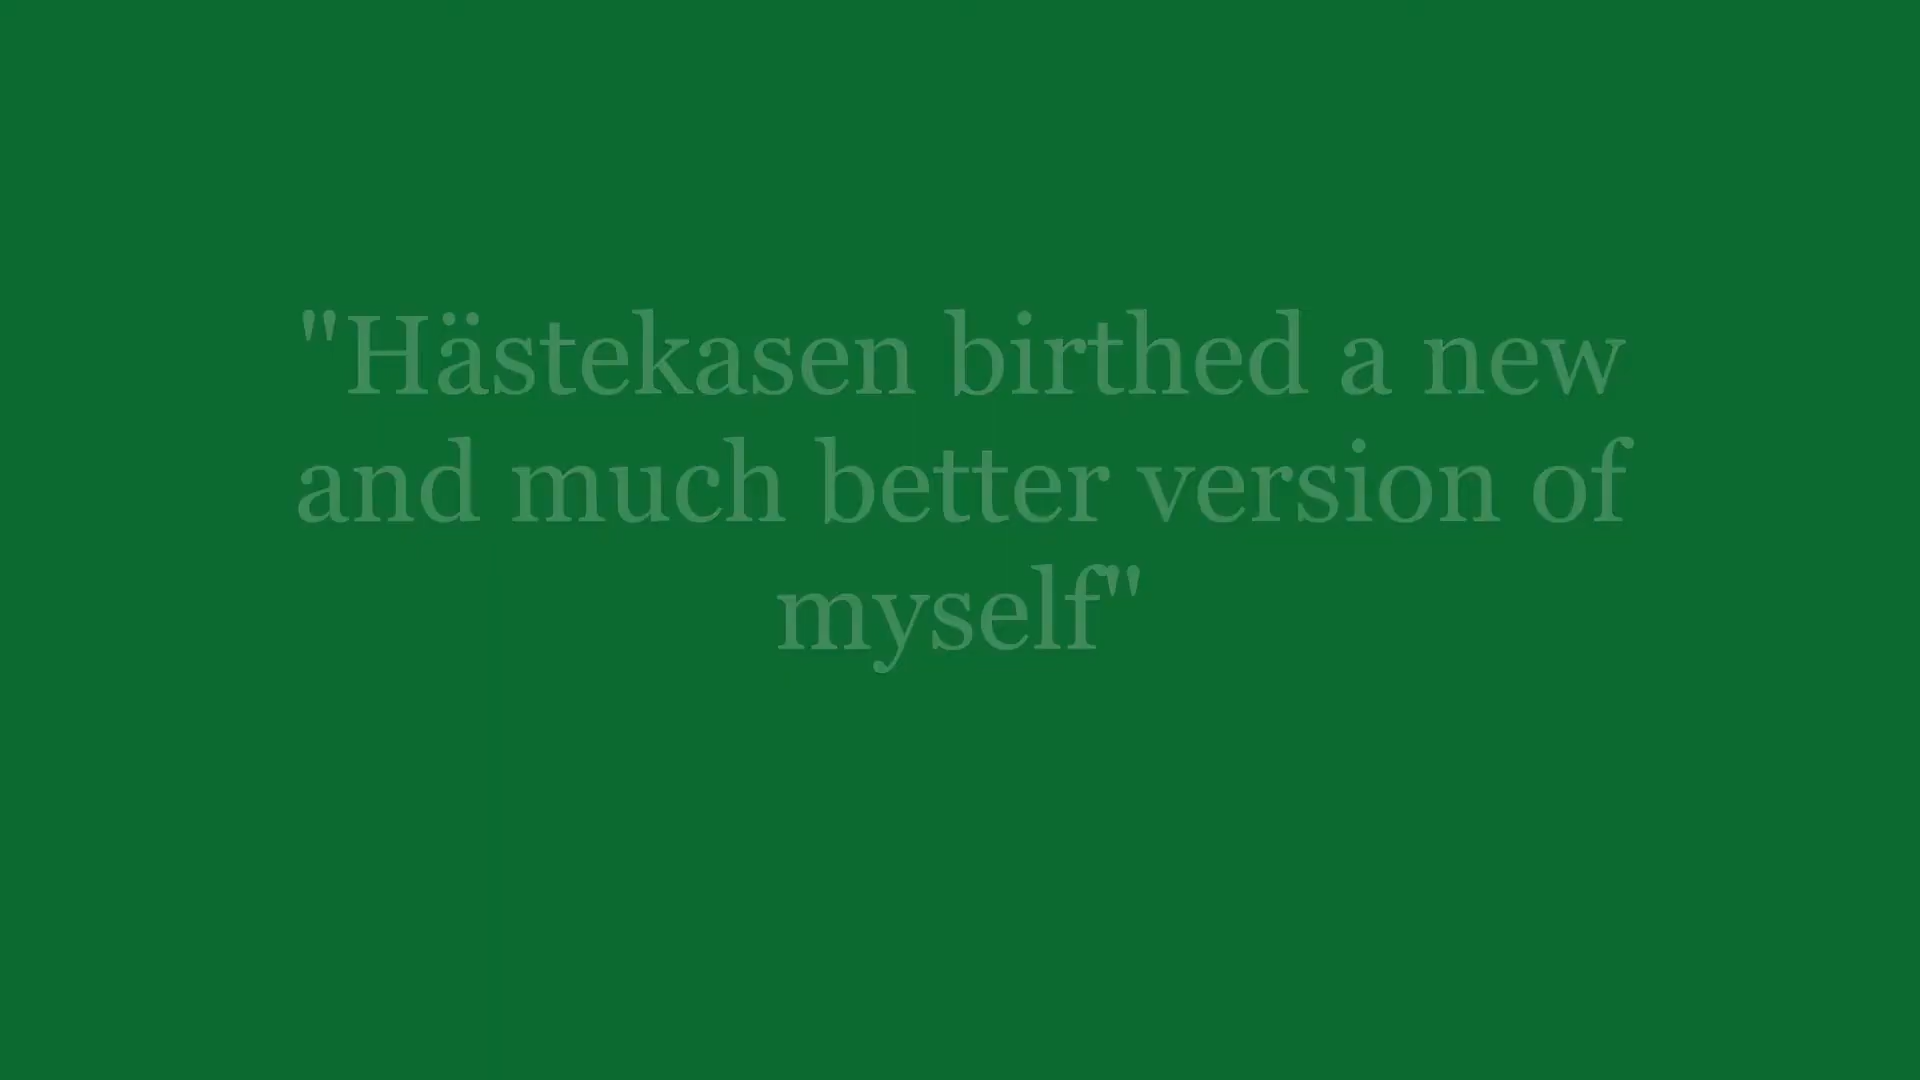 "Hästekasen birthed a new
and much better version of
myself"